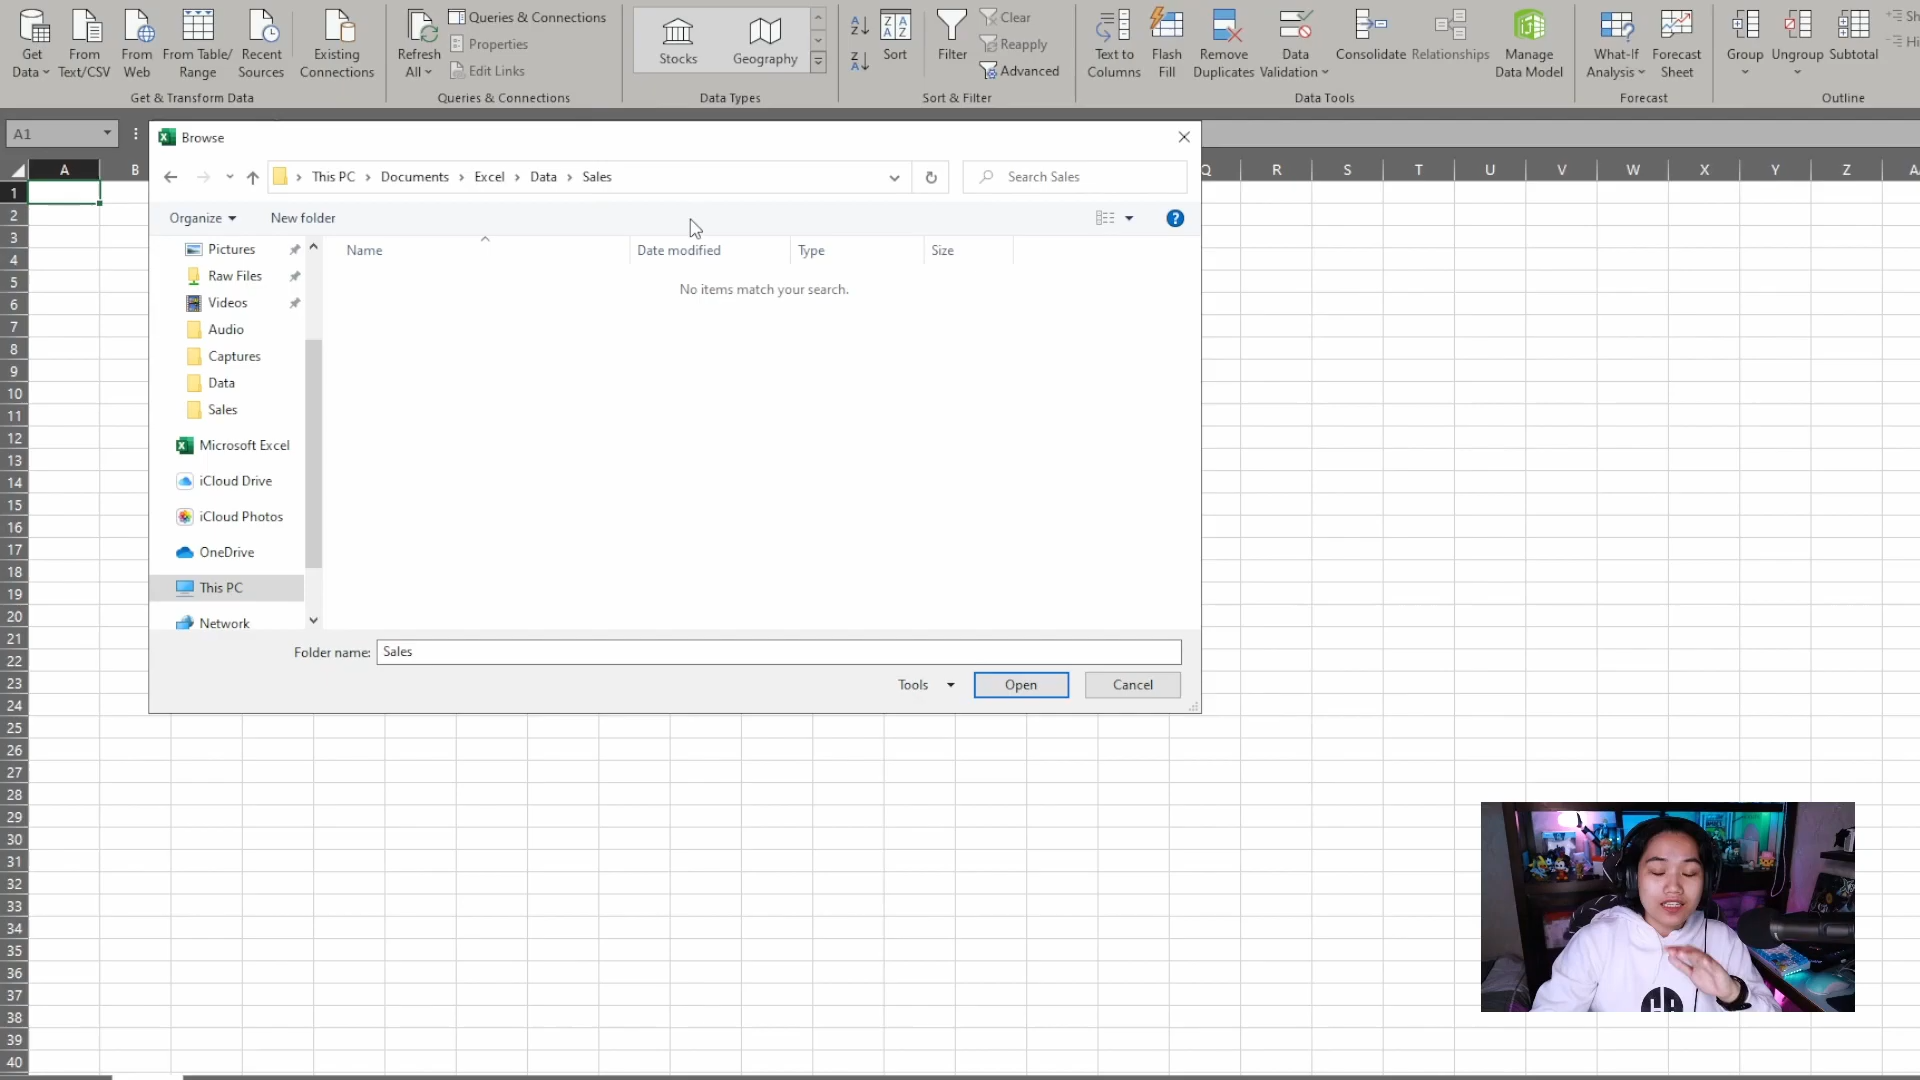 Get Data
From Text/CSV
From Web
From Table/ Range
Recent Sources
Existing Connections
Get & Transform Data
Refresh All
Queries & Connections
Properties
Edit Links
Queries & Connections
Stocks
Geography
Data Types
Sort
Filter
Clear
Reapply
Advanced
Sort & Filter
Text to Columns
Flash Fill
Remove Duplicates
Data Validation
Consolidate
Relationships
Manage Data Model
Data Tools
What-If Analysis
Forecast Sheet
Forecast
Group
Ungroup
Subtotal
Outline
A1
Browse
This PC > Documents > Excel > Data > Sales
Search Sales
Organize
New folder
Name
Date modified
Type
Size
No items match your search.
Pictures
Raw Files
Videos
Audio
Captures
Data
Sales
Microsoft Excel
iCloud Drive
iCloud Photos
OneDrive
This PC
Network
Folder name: Sales
Tools
Open
Cancel
A B Q R S T U V W X Y Z
1
2
3
4
5
6
7
8
9
10
11
12
13
14
15
16
17
18
19
20
21
22
23
24
25
26
27
28
29
30
31
32
33
34
35
36
37
38
39
40